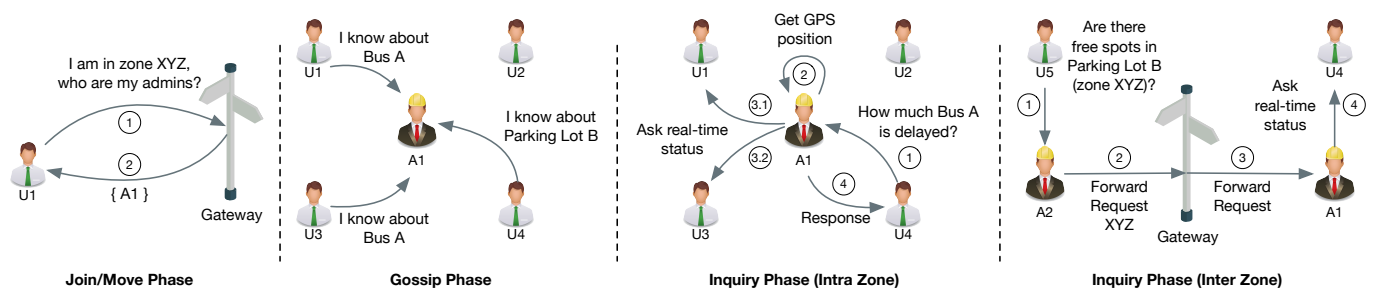 I am in zone XYZ,
who are my admins?
1
2
U1
{ A1 }
Gateway
Join/Move Phase
I know about
Bus A
U1
U2
A1
I know about
Parking Lot B
U3
I know about
Bus A
U4
Gossip Phase
Get GPS
position
U1
2
U2
3.1
How much Bus A
is delayed?
Ask real-time
status
A1
3.2
1
4
Response
U3
U4
Inquiry Phase (Intra Zone)
Are there
free spots in
Parking Lot B
(zone XYZ)?
U5
U4
1
Ask
real-time
status
4
2
3
Forward
Request
XYZ
Forward
Request
A2
A1
Gateway
Inquiry Phase (Inter Zone)